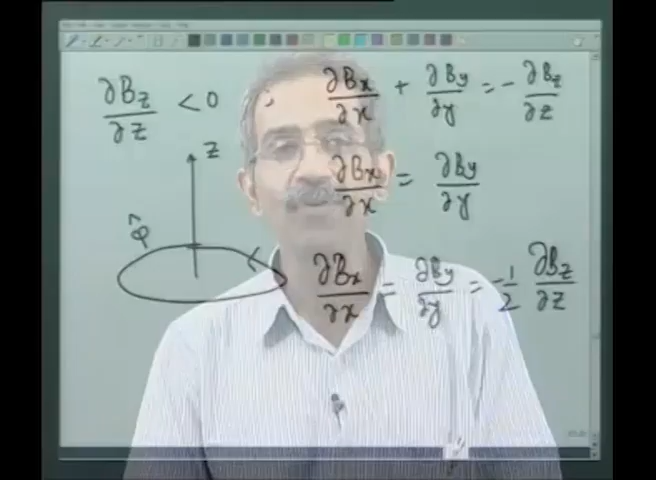 ∂Bz/∂z < 0 ; ∂Bx/∂x + ∂By/∂y = - ∂Bz/∂z
z
∂Bx/∂x = ∂By/∂y
φ̂
∂Bx/∂x = ∂By/∂y = -1/2 ∂Bz/∂z